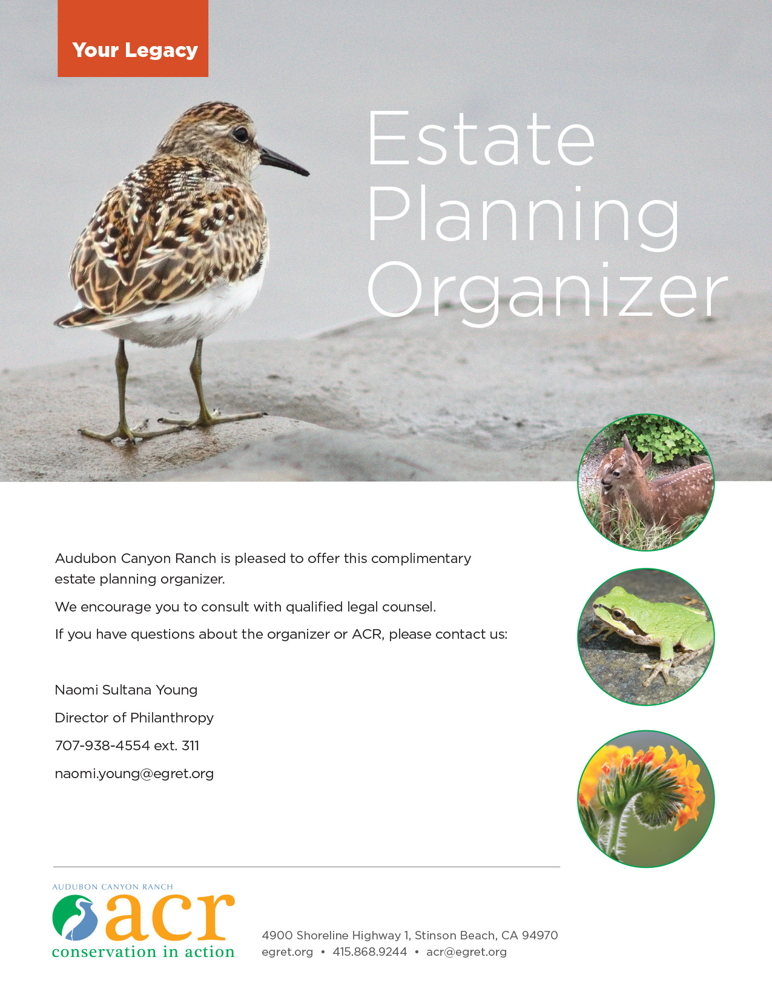 Your Legacy
Estate
Planning
Organizer
Audubon Canyon Ranch is pleased to offer this complimentary
estate planning organizer.
We encourage you to consult with qualified legal counsel.
If you have questions about the organizer or ACR, please contact us:
Naomi Sultana Young
Director of Philanthropy
707-938-4554 ext. 311
naomi.young@egret.org
AUDUBON CANYON RANCH
acr
conservation in action
4900 Shoreline Highway 1, Stinson Beach, CA 94970
egret.org • 415.868.9244 • acr@egret.org